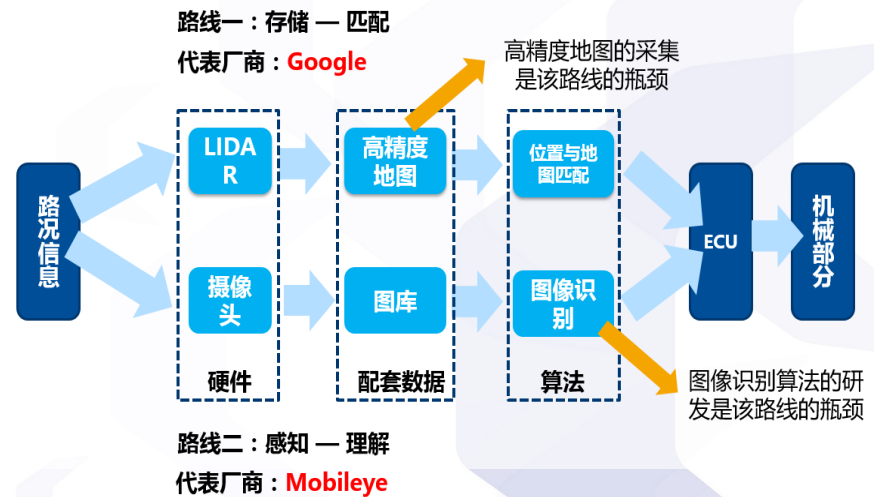 路线一：存储 — 匹配
代表厂商：Google
高精度地图的采集
是该路线的瓶颈
LIDA
R
高精度
地图
位置与地
图匹配
路况信息
ECU
机械部分
摄像
头
图库
图像识
别
硬件
配套数据
算法
图像识别算法的研
发是该路线的瓶颈
路线二：感知 — 理解
代表厂商：Mobileye